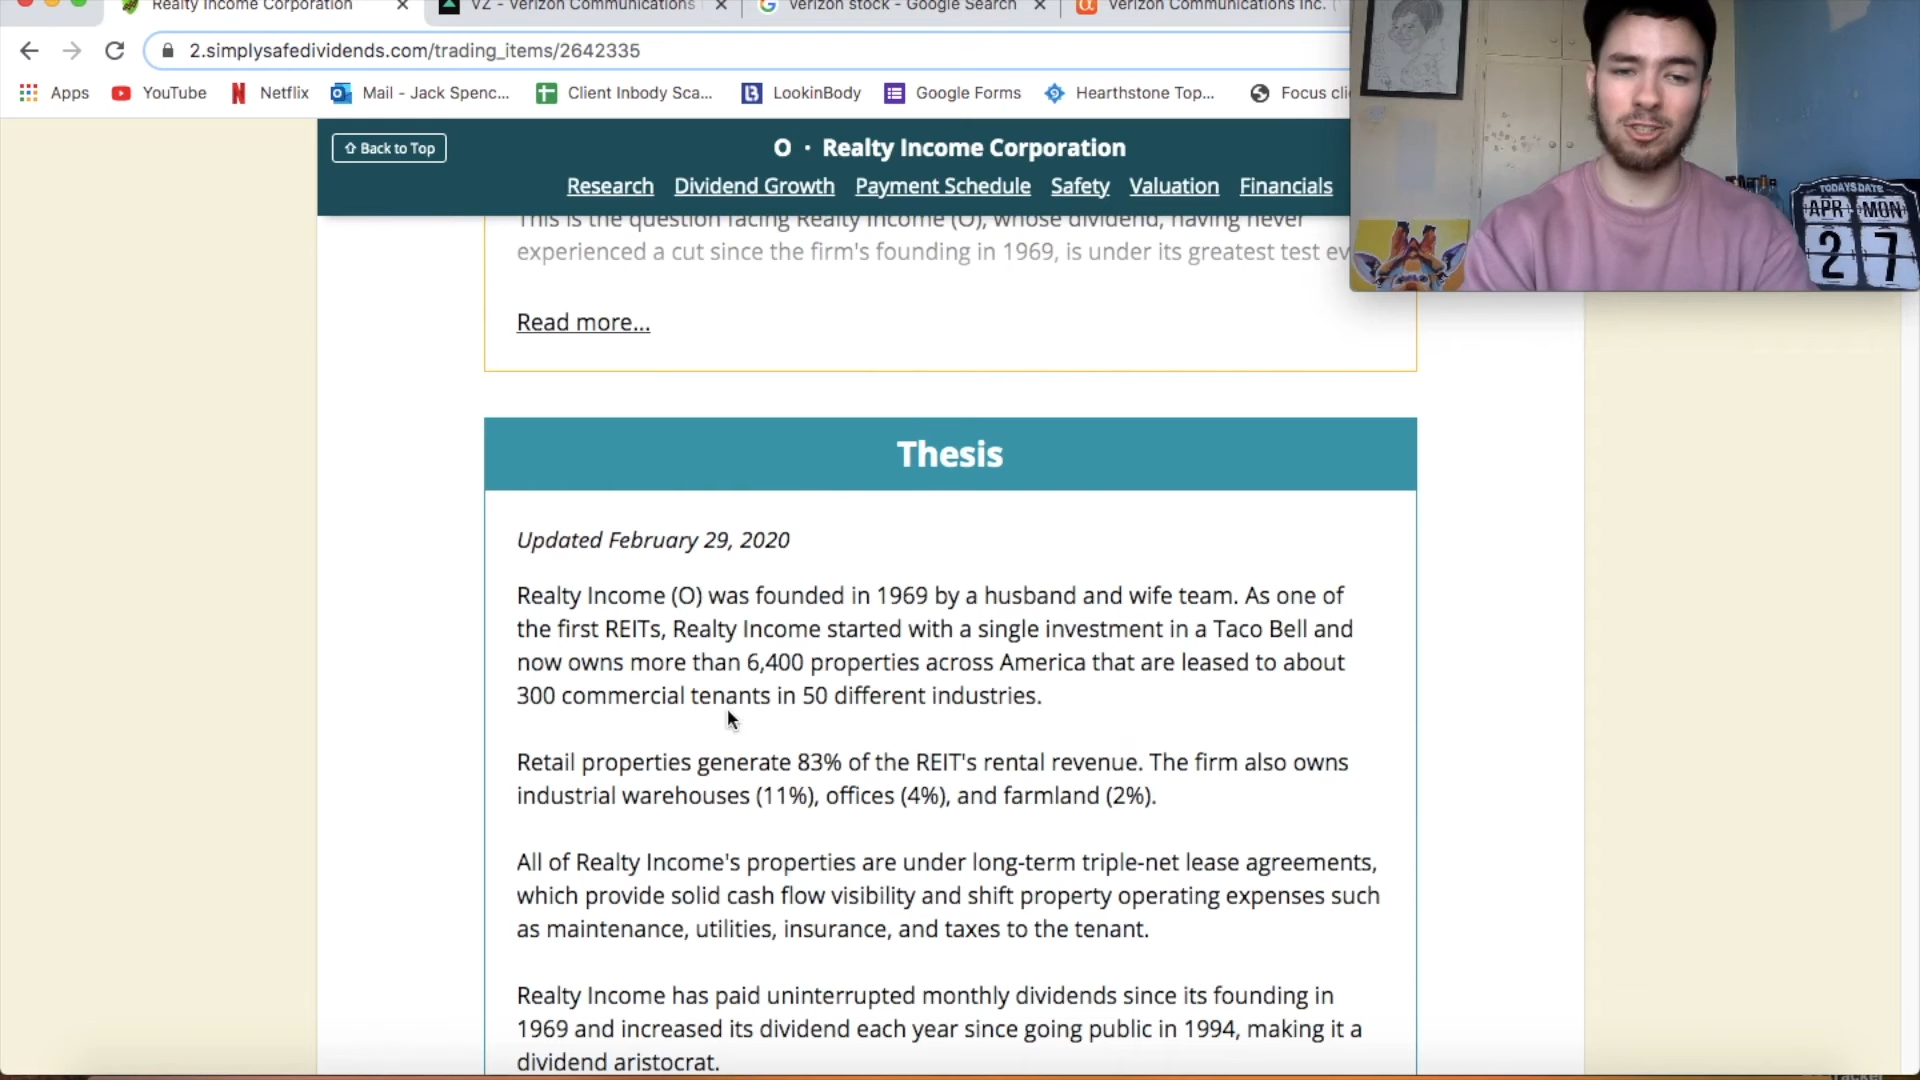 Realty Income Corporation
VZ - Verizon Communications
verizon stock - Google Search
Verizon Communications Inc.
2.simplysafedividends.com/trading_items/2642335
Apps
YouTube
Netflix
Mail - Jack Spenc...
Client Inbody Sca...
LookinBody
Google Forms
Hearthstone Top...
Focus cli
Back to Top
O · Realty Income Corporation
Research Dividend Growth Payment Schedule Safety Valuation Financials
TODAYS DATE
APR MON
2 7
This is the question facing Realty Income (O), whose dividend, having never
experienced a cut since the firm's founding in 1969, is under its greatest test ev
Read more...
Thesis
Updated February 29, 2020
Realty Income (O) was founded in 1969 by a husband and wife team. As one of
the first REITs, Realty Income started with a single investment in a Taco Bell and
now owns more than 6,400 properties across America that are leased to about
300 commercial tenants in 50 different industries.
Retail properties generate 83% of the REIT's rental revenue. The firm also owns
industrial warehouses (11%), offices (4%), and farmland (2%).
All of Realty Income's properties are under long-term triple-net lease agreements,
which provide solid cash flow visibility and shift property operating expenses such
as maintenance, utilities, insurance, and taxes to the tenant.
Realty Income has paid uninterrupted monthly dividends since its founding in
1969 and increased its dividend each year since going public in 1994, making it a
dividend aristocrat.